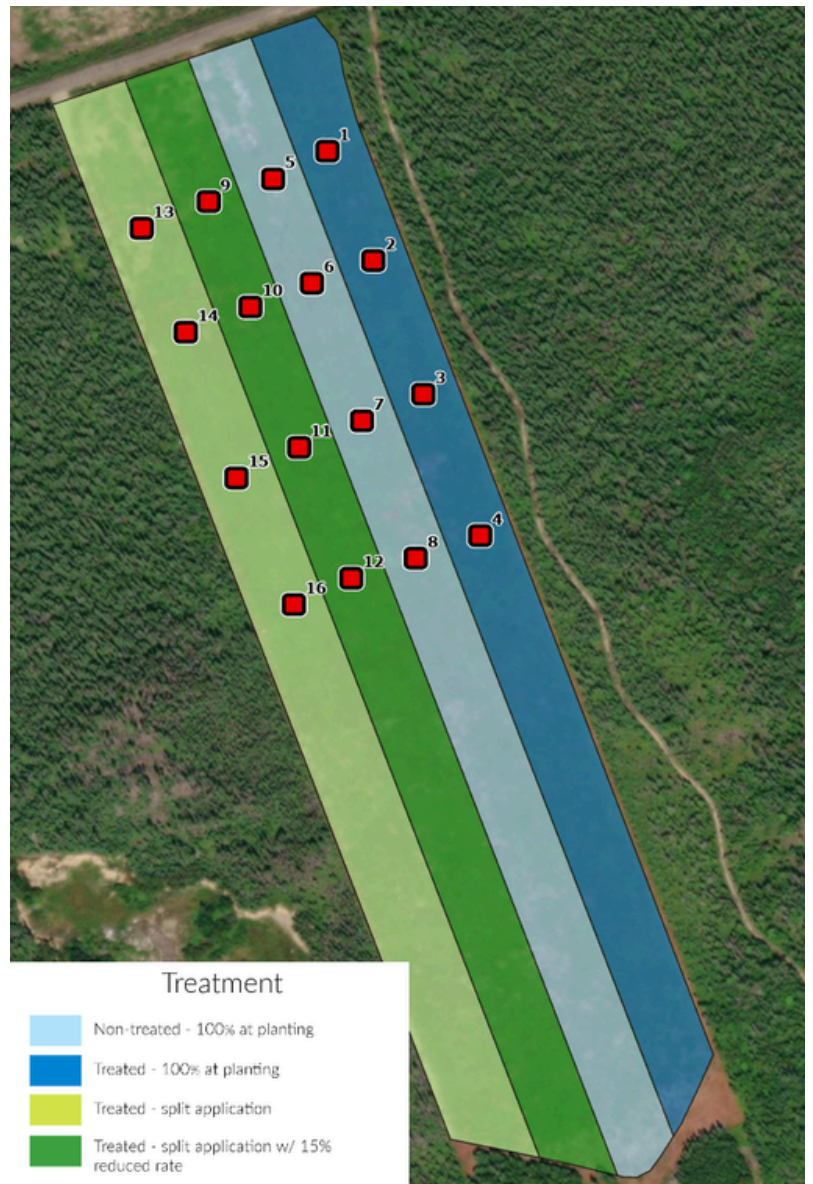 1
5
9
13
2
6
10
14
3
7
11
15
4
8
12
16
Treatment
Non-treated - 100% at planting
Treated - 100% at planting
Treated - split application
Treated - split application w/ 15%
reduced rate